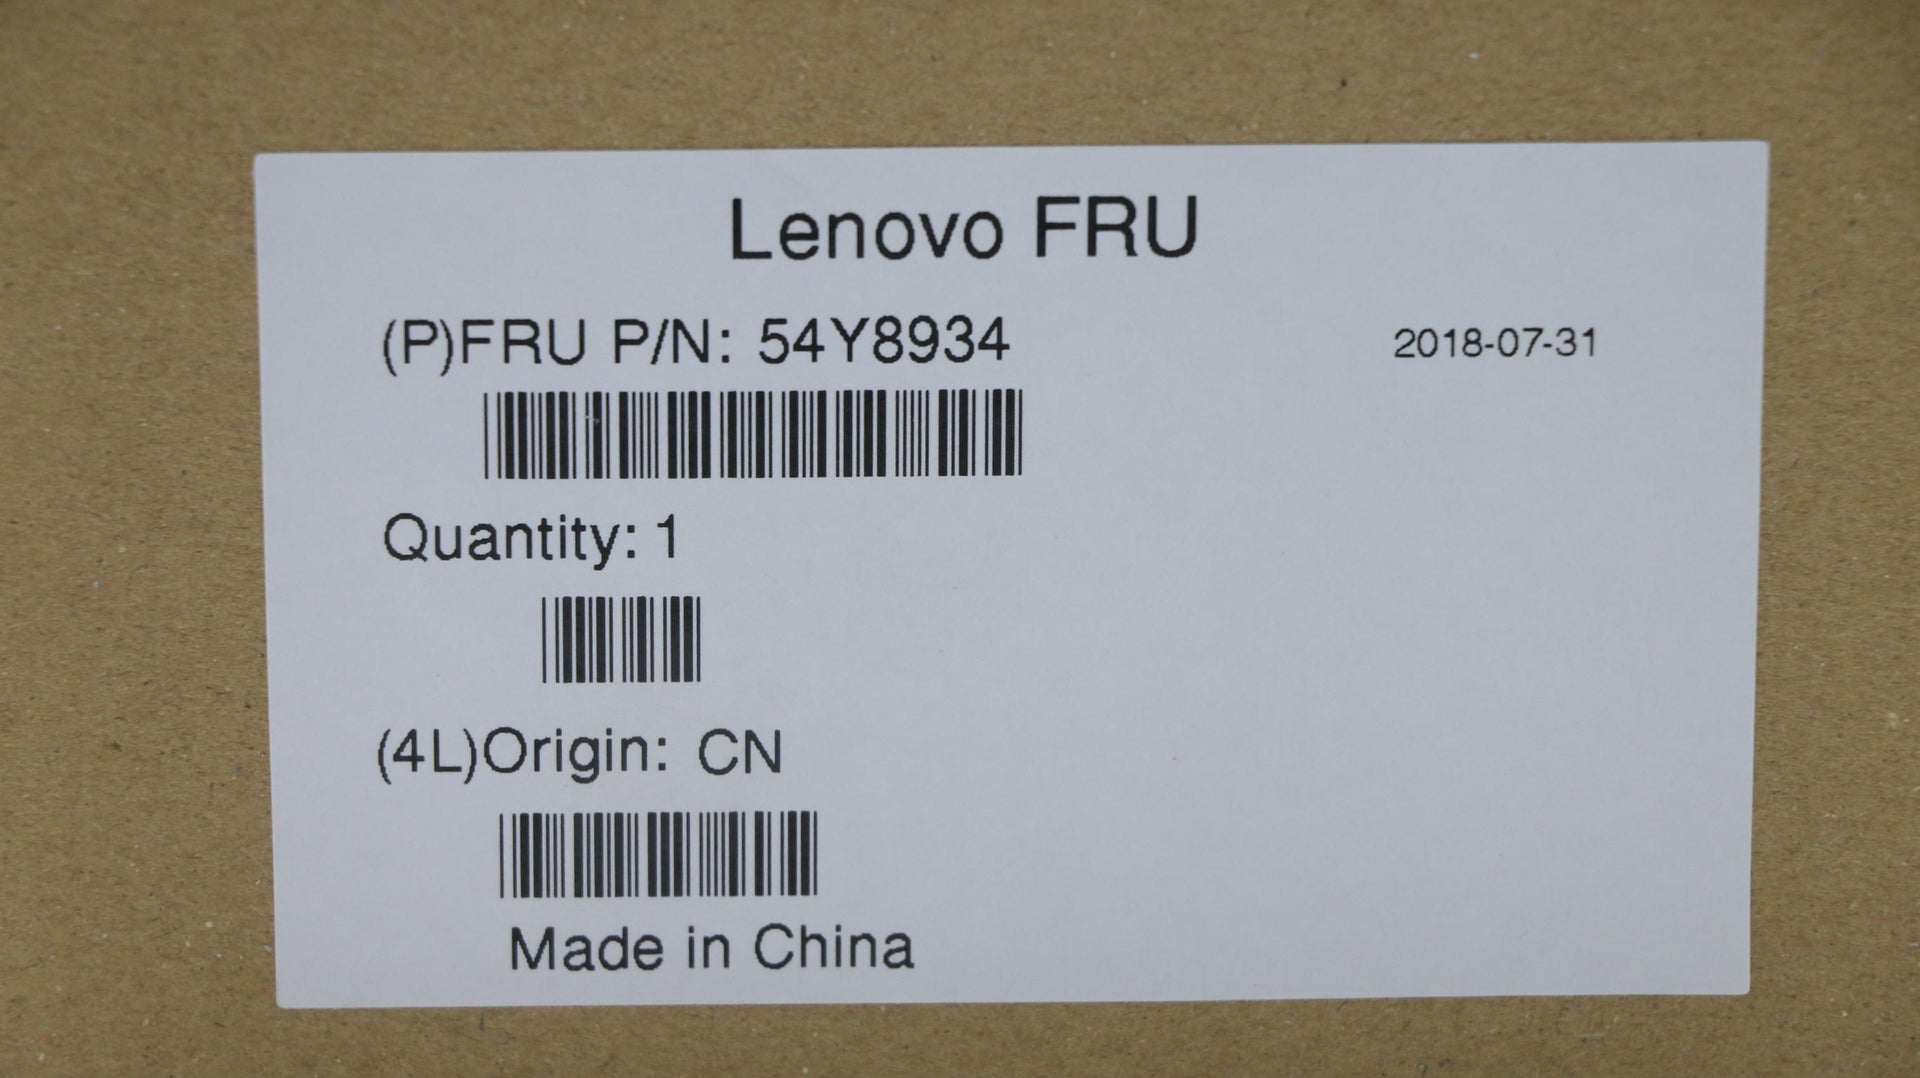 Lenovo FRU
(P)FRU P/N: 54Y8934
2018-07-31
Quantity: 1
(4L)Origin: CN
Made in China